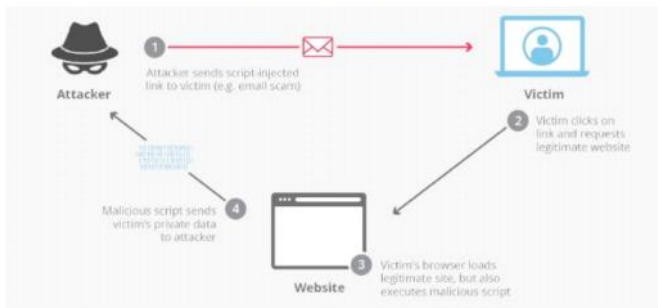 1
Attacker sends script-injected
link to victim (e.g. email scam)
Attacker
Victim
2
Victim clicks on
link and requests
legitimate website
4
Malicious script sends
victim's private data
to attacker
3
Victim's browser loads
legitimate site, but also
executes malicious script
Website